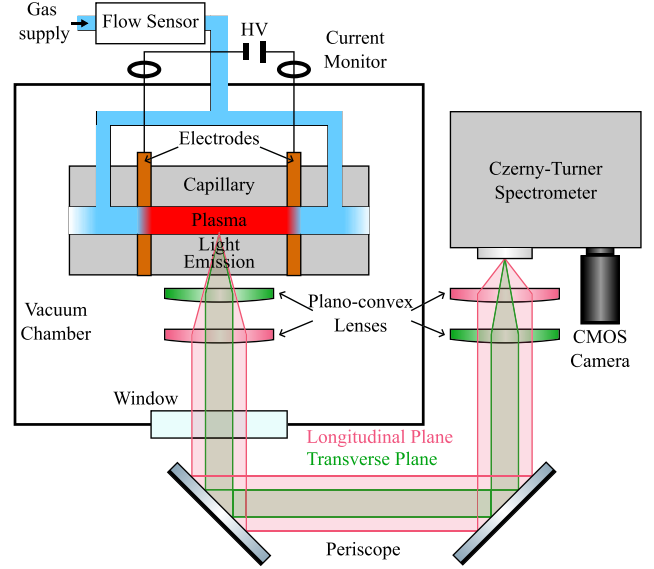 Gas
supply
Flow Sensor
HV
Current
Monitor
Electrodes
Capillary
Plasma
Light
Emission
Czerny-Turner
Spectrometer
Plano-convex
Lenses
Vacuum
Chamber
CMOS
Camera
Window
Longitudinal Plane
Transverse Plane
Periscope